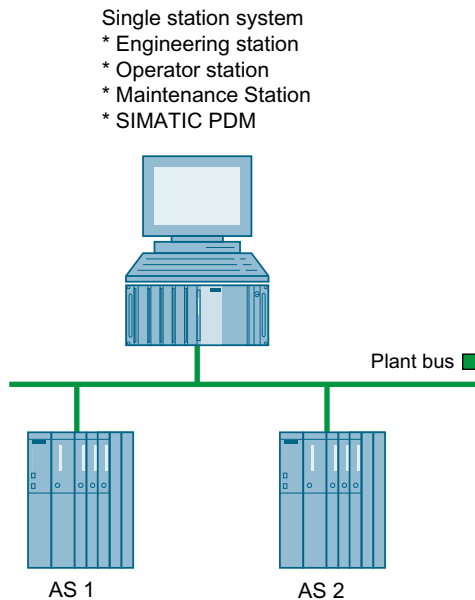 Single station system
* Engineering station
* Operator station
* Maintenance Station
* SIMATIC PDM
Plant bus
AS 1
AS 2